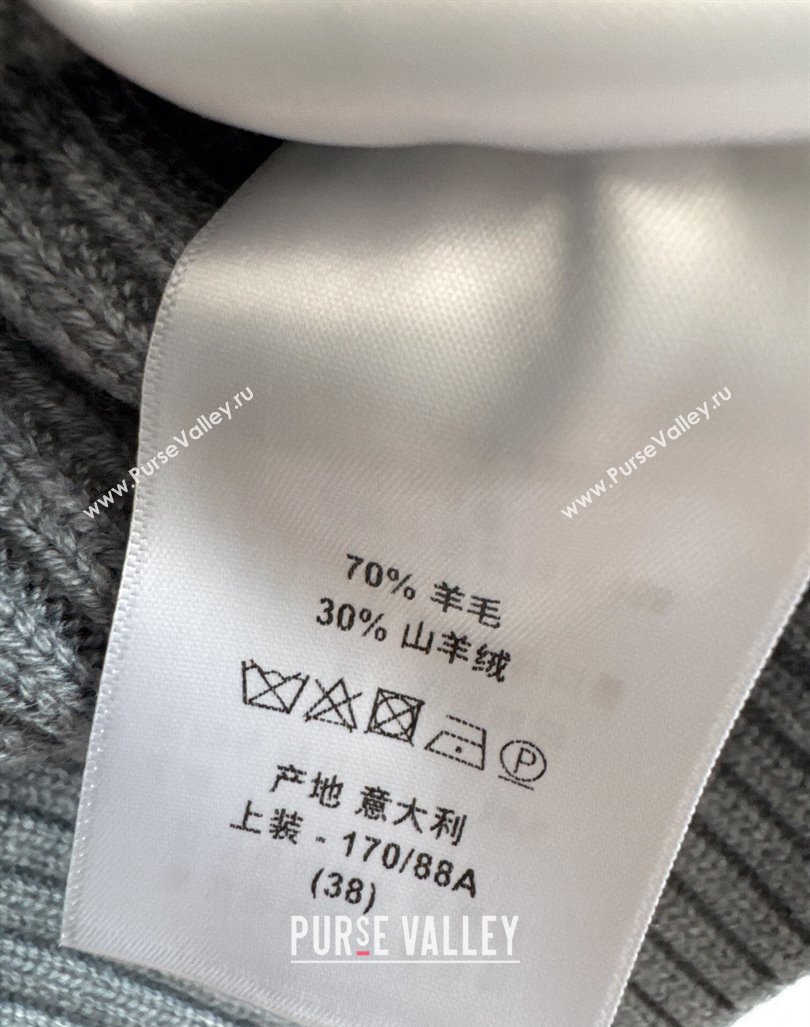 www.PurseValley.ru
www.PurseValley.ru
70% 羊毛
30% 山羊绒
P
产地 意大利
上装 - 170/88A
(38)
PURSE VALLEY